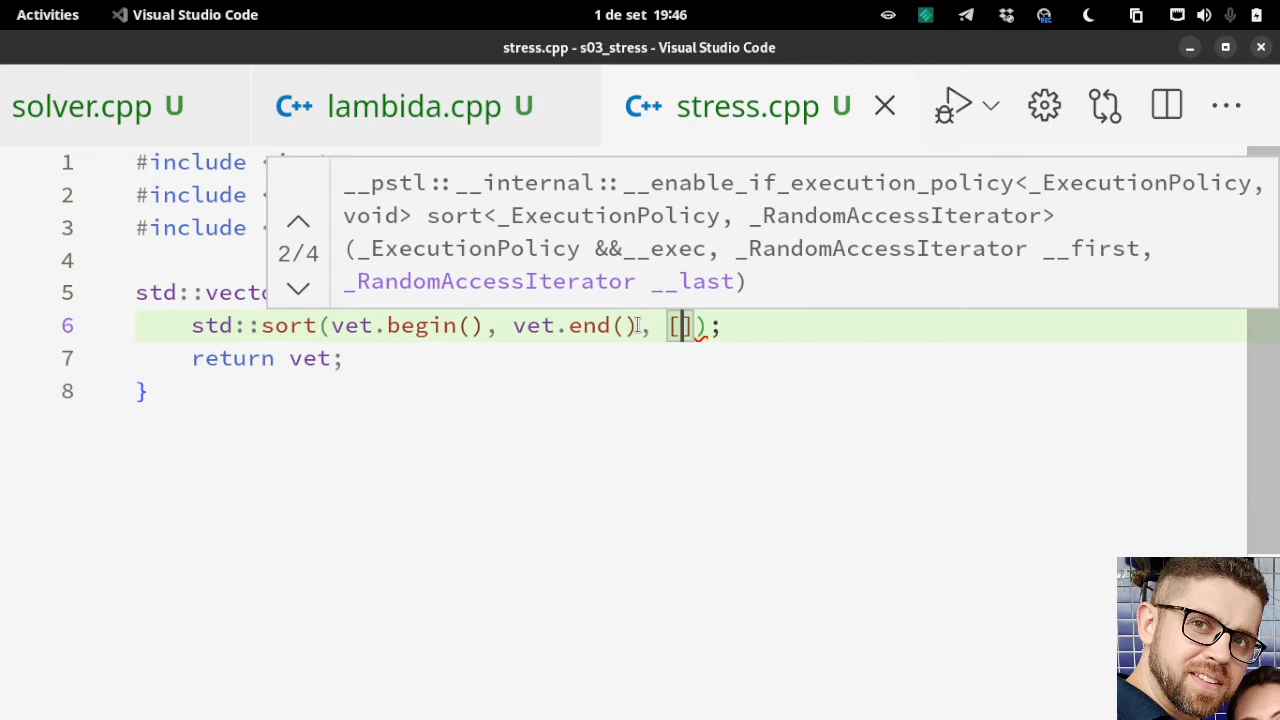 Activities Visual Studio Code 1 de set 19:46
stress.cpp - s03_stress - Visual Studio Code
solver.cpp U lambida.cpp U stress.cpp U
1 #include <
2 #include <
3 #include <
4
5 std::vecto
6 std::sort(vet.begin(), vet.end(), []);
7 return vet;
8 }
2/4
__pstl::__internal::__enable_if_execution_policy<_ExecutionPolicy,
void> sort<_ExecutionPolicy, _RandomAccessIterator>
(_ExecutionPolicy &&__exec, _RandomAccessIterator __first,
_RandomAccessIterator __last)